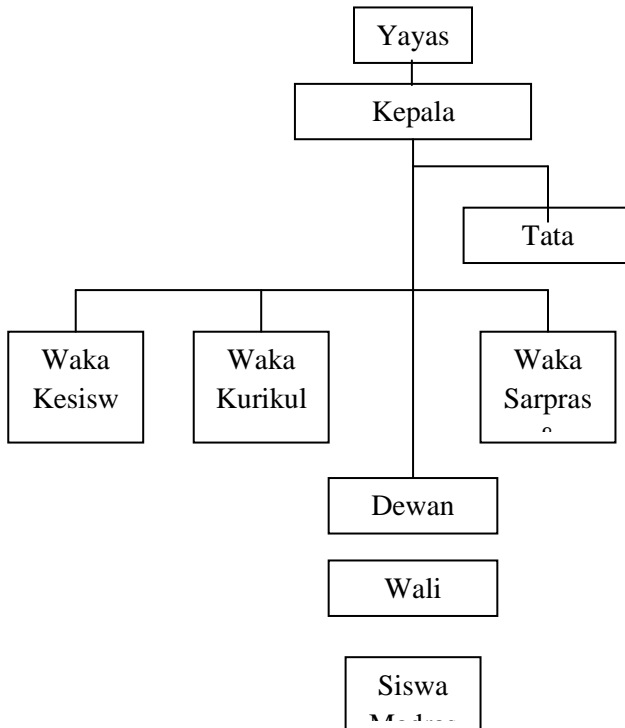 Yayas
Kepala
Tata
Waka
Kesisw
Waka
Kurikul
Waka
Sarpras
Dewan
Wali
Siswa